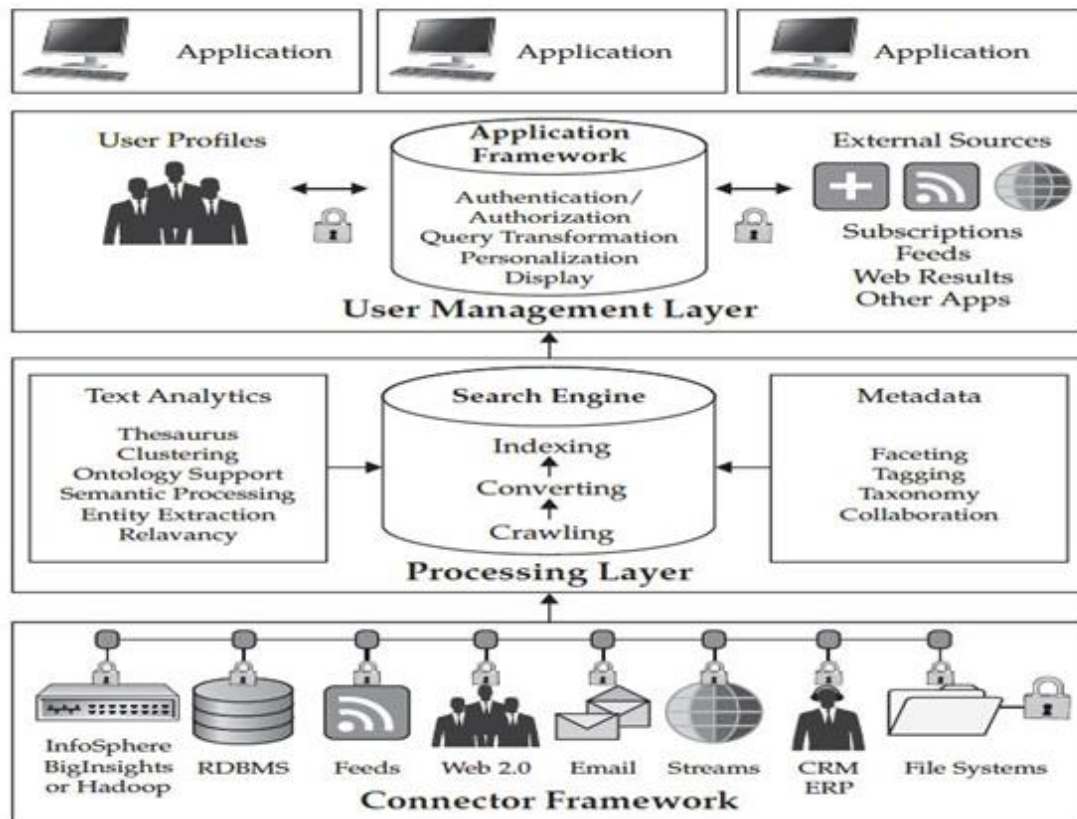 Application
Application
Application
User Profiles
Application
Framework
Authentication/
Authorization
Query Transformation
Personalization
Display
External Sources
Subscriptions
Feeds
Web Results
Other Apps
User Management Layer
Text Analytics
Thesaurus
Clustering
Ontology Support
Semantic Processing
Entity Extraction
Relavancy
Search Engine
Indexing
Converting
Crawling
Metadata
Faceting
Tagging
Taxonomy
Collaboration
Processing Layer
InfoSphere
BigInsights
or Hadoop
RDBMS
Feeds
Web 2.0
Email
Streams
CRM
ERP
File Systems
Connector Framework